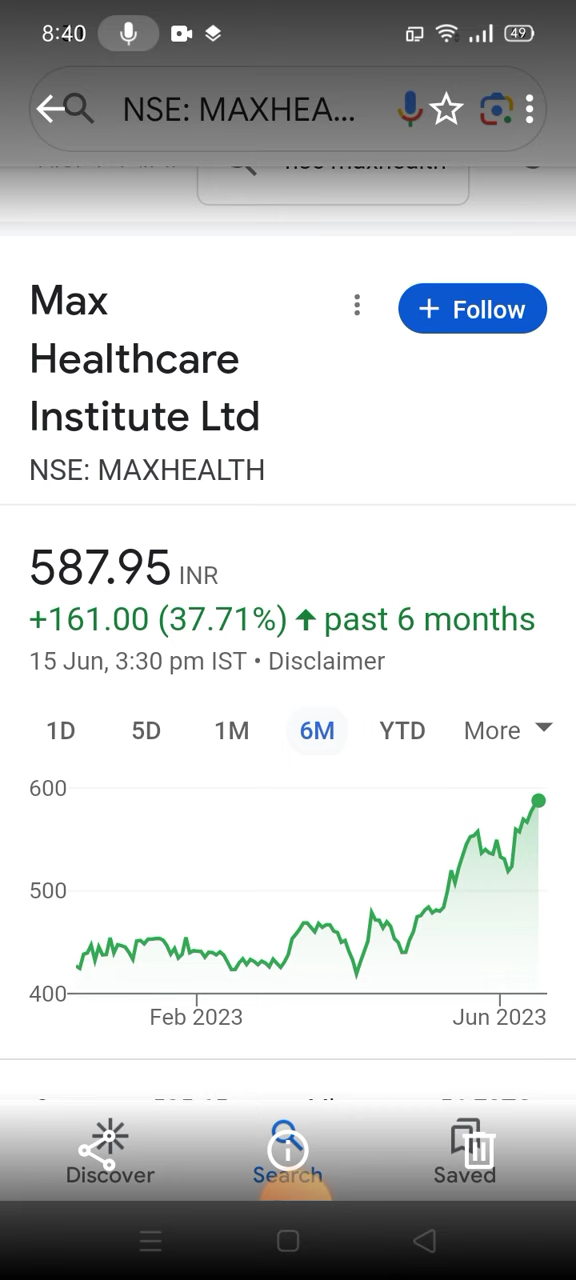 8:40
49
NSE: MAXHEA...
Max
Healthcare
Institute Ltd
+ Follow
NSE: MAXHEALTH
587.95 INR
+161.00 (37.71%) ↑ past 6 months
15 Jun, 3:30 pm IST • Disclaimer
1D 5D 1M 6M YTD More
600
500
400
Feb 2023 Jun 2023
Discover Search Saved